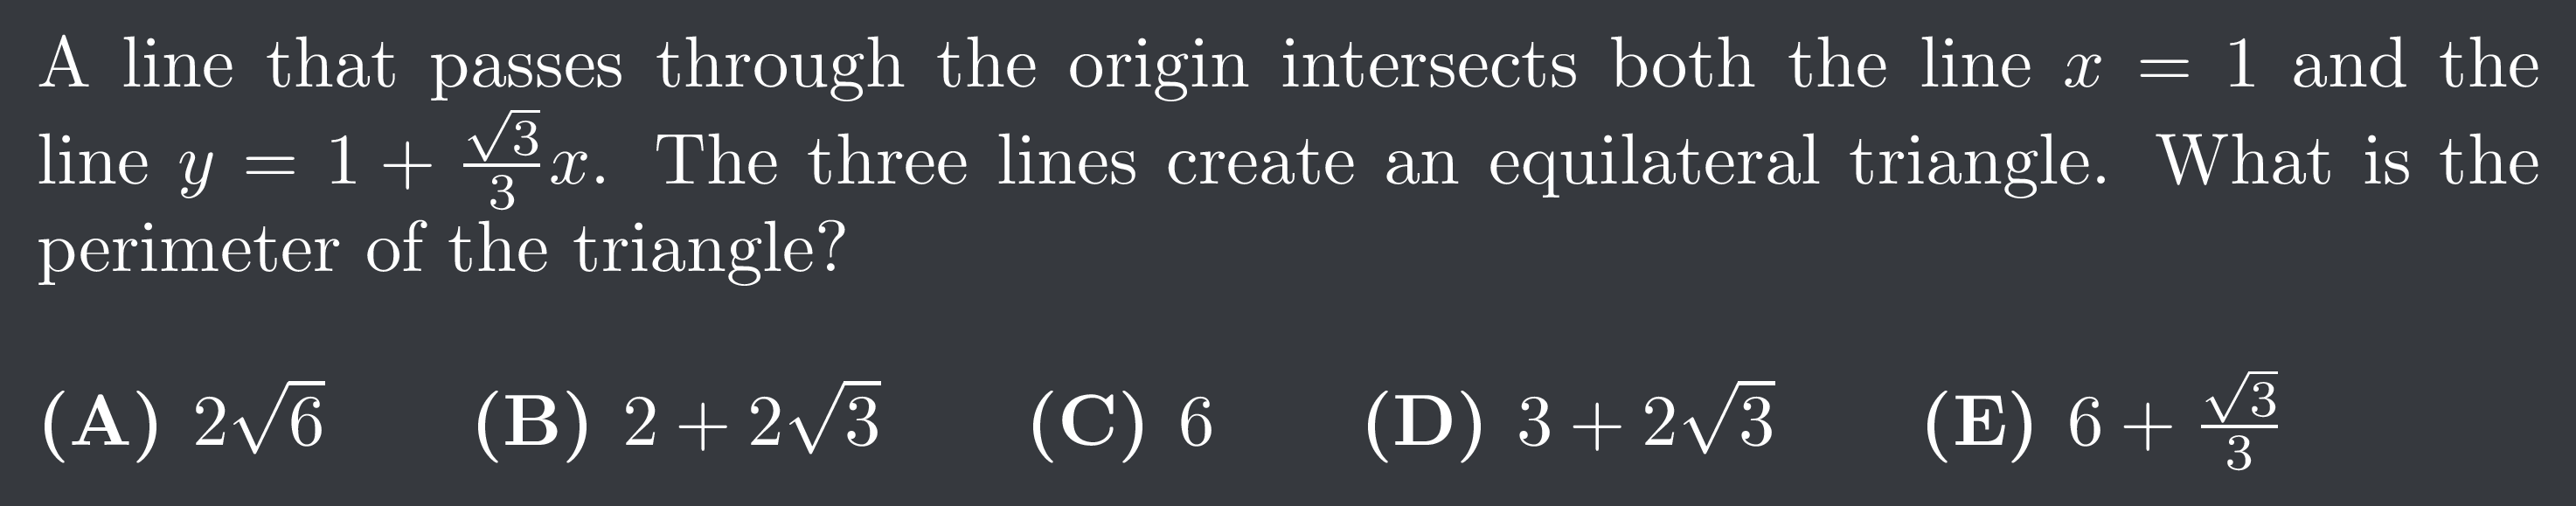 A line that passes through the origin intersects both the line $x = 1$ and the
line $y = 1 + \frac{\sqrt{3}}{3}x$. The three lines create an equilateral triangle. What is the
perimeter of the triangle?
(A) $2\sqrt{6}$ (B) $2 + 2\sqrt{3}$ (C) $6$ (D) $3 + 2\sqrt{3}$ (E) $6 + \frac{\sqrt{3}}{3}$